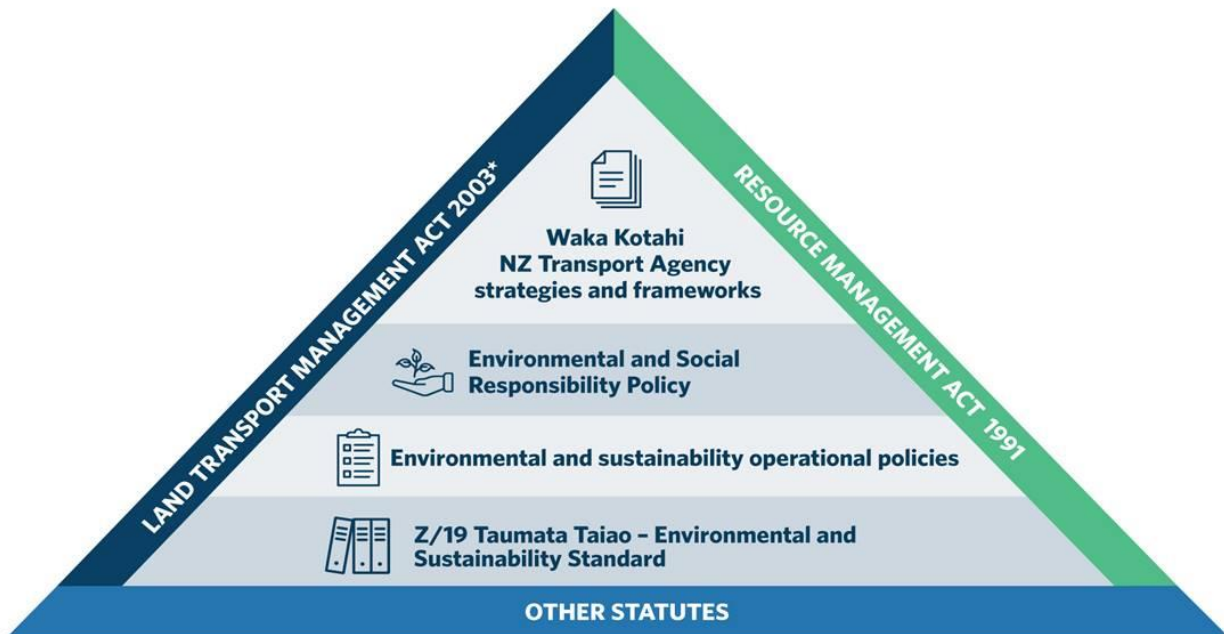 LAND TRANSPORT MANAGEMENT ACT 2003*
RESOURCE MANAGEMENT ACT 1991
Waka Kotahi
NZ Transport Agency
strategies and frameworks
Environmental and Social
Responsibility Policy
Environmental and sustainability operational policies
Z/19 Taumata Taiao – Environmental and
Sustainability Standard
OTHER STATUTES